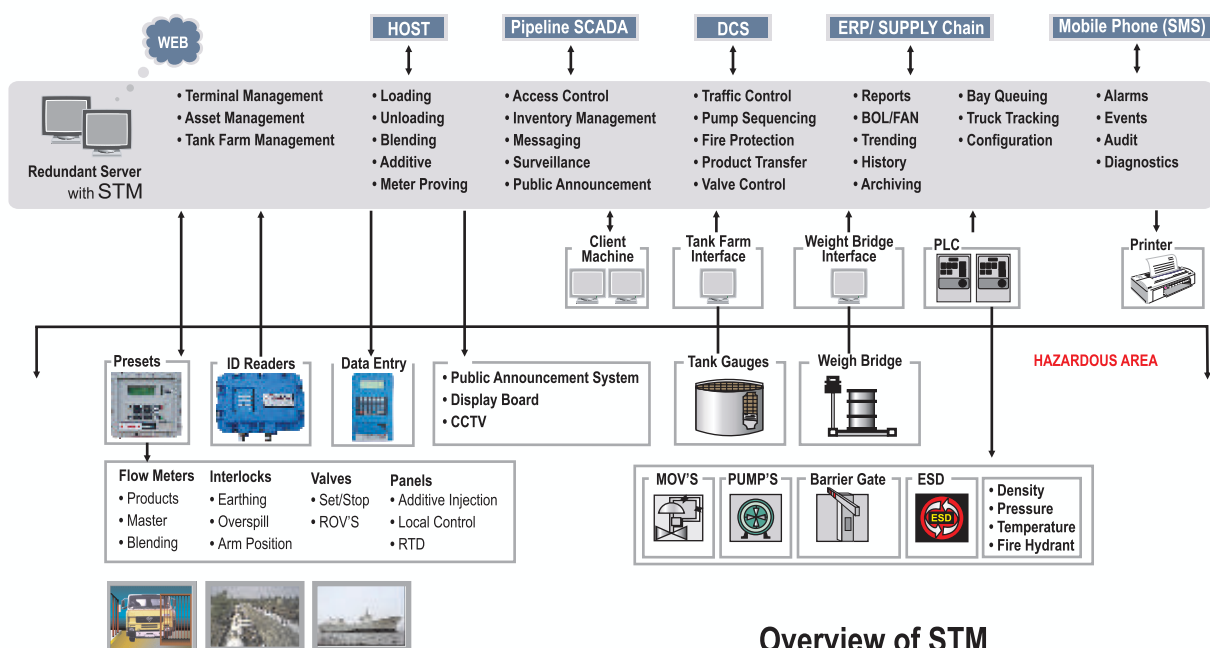 WEB
HOST
Pipeline SCADA
DCS
ERP/ SUPPLY Chain
Mobile Phone (SMS)
Redundant Server
with STM
• Terminal Management
• Asset Management
• Tank Farm Management
• Loading
• Unloading
• Blending
• Additive
• Meter Proving
• Access Control
• Inventory Management
• Messaging
• Surveillance
• Public Announcement
• Traffic Control
• Pump Sequencing
• Fire Protection
• Product Transfer
• Valve Control
• Reports
• BOL/FAN
• Trending
• History
• Archiving
• Bay Queuing
• Truck Tracking
• Configuration
• Alarms
• Events
• Audit
• Diagnostics
Client
Machine
Tank Farm
Interface
Weight Bridge
Interface
PLC
Printer
HAZARDOUS AREA
Presets
ID Readers
Data Entry
• Public Announcement System
• Display Board
• CCTV
Tank Gauges
Weigh Bridge
Flow Meters
• Products
• Master
• Blending
Interlocks
• Earthing
• Overspill
• Arm Position
Valves
• Set/Stop
• ROV'S
Panels
• Additive Injection
• Local Control
• RTD
MOV'S
PUMP'S
Barrier Gate
ESD
ESD
• Density
• Pressure
• Temperature
• Fire Hydrant
Overview of STM